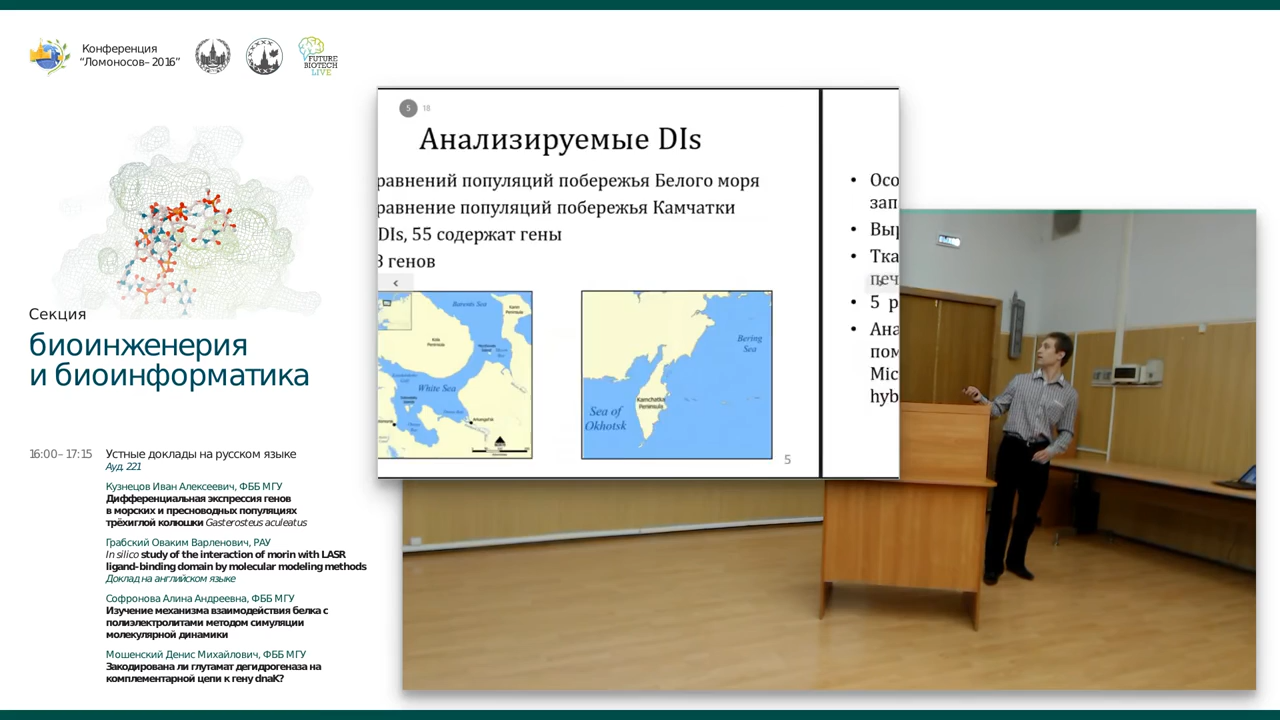 Конференция
“Ломоносов–2016”
FUTURE
BIOTECH
LIVE
Секция
биоинженерия
и биоинформатика
16:00–17:15 Устные доклады на русском языке
Ауд. 221
Кузнецов Иван Алексеевич, ФББ МГУ
Дифференциальная экспрессия генов
в морских и пресноводных популяциях
трёхиглой колюшки Gasterosteus aculeatus
Грабский Оваким Варленович, РАУ
In silico study of the interaction of morin with LASR
ligand-binding domain by molecular modeling methods
Доклад на английском языке
Софронова Алина Андреевна, ФББ МГУ
Изучение механизма взаимодействия белка с
полиэлектролитами методом симуляции
молекулярной динамики
Мошенский Денис Михайлович, ФББ МГУ
Закодирована ли глутамат дегидрогеназа на
комплементарной цепи к гену dnaK?
5 18
Анализируемые DIs
равнений популяций побережья Белого моря
равнение популяций побережья Камчатки
DIs, 55 содержат гены
3 генов
Barents Sea
Kola
Peninsula
White Sea
Arkhangelsk
Bering
Sea
Kamchatka
Peninsula
Sea of
Okhotsk
5
Осо
зап
Выр
Тка
печ
5 р
Ана
пом
Mic
hyb